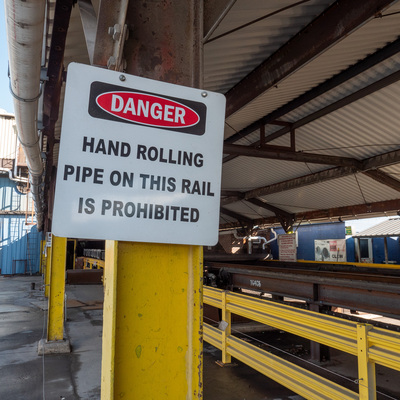 DANGER
HAND ROLLING
PIPE ON THIS RAIL
IS PROHIBITED